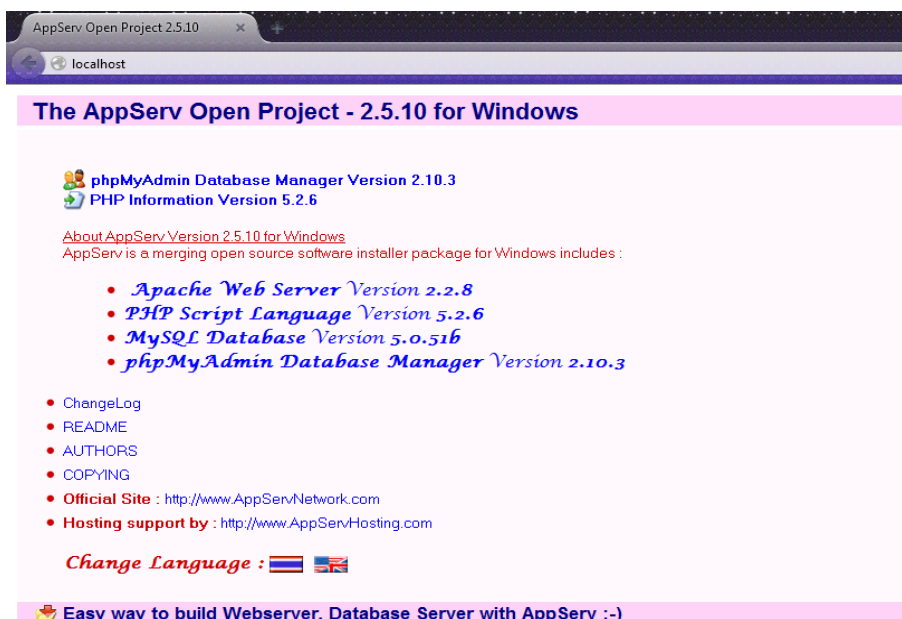 AppServ Open Project 2.5.10
localhost
The AppServ Open Project - 2.5.10 for Windows
phpMyAdmin Database Manager Version 2.10.3
PHP Information Version 5.2.6
About AppServ Version 2.5.10 for Windows
AppServ is a merging open source software installer package for Windows includes :
Apache Web Server Version 2.2.8
PHP Script Language Version 5.2.6
MySQL Database Version 5.0.51b
phpMyAdmin Database Manager Version 2.10.3
ChangeLog
README
AUTHORS
COPYING
Official Site : http://www.AppServNetwork.com
Hosting support by : http://www.AppServHosting.com
Change Language :
Easy way to build Webserver, Database Server with AppServ :-)